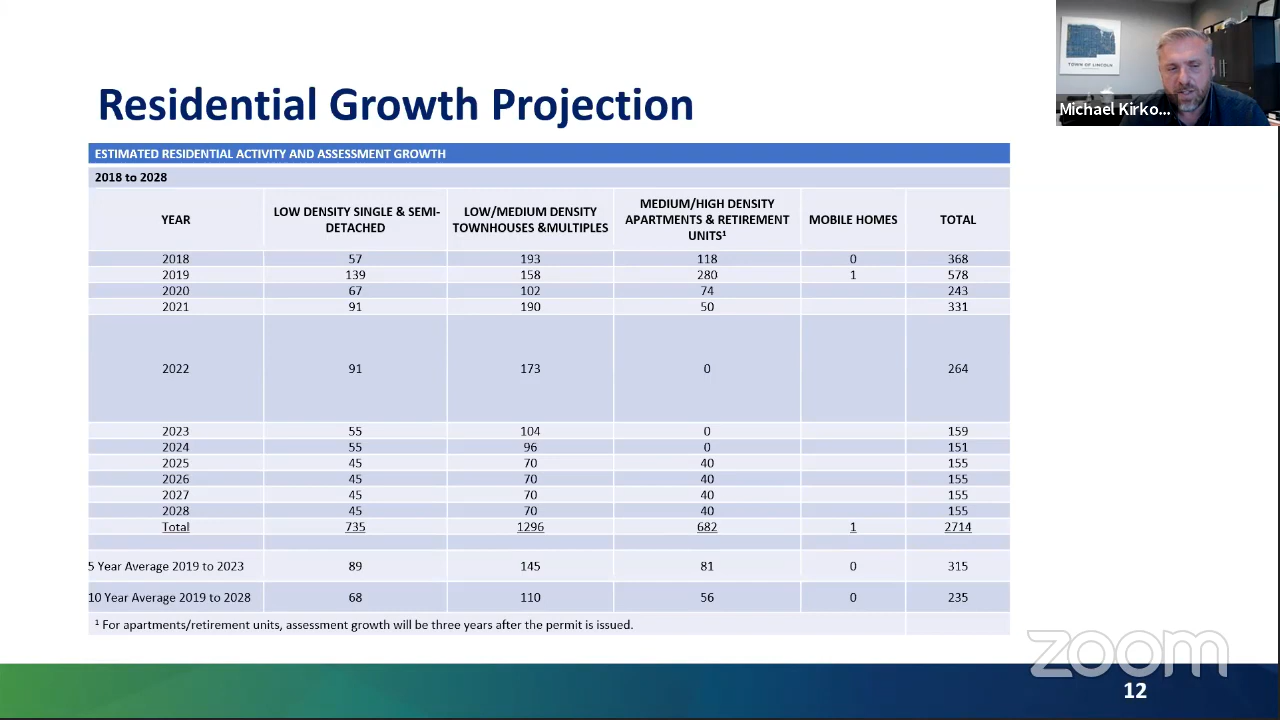 TOWN OF LINCOLN
Michael Kirko...
Residential Growth Projection
ESTIMATED RESIDENTIAL ACTIVITY AND ASSESSMENT GROWTH
2018 to 2028
YEAR LOW DENSITY SINGLE & SEMI-DETACHED LOW/MEDIUM DENSITY TOWNHOUSES &MULTIPLES MEDIUM/HIGH DENSITY APARTMENTS & RETIREMENT UNITS¹ MOBILE HOMES TOTAL
2018 57 193 118 0 368
2019 139 158 280 1 578
2020 67 102 74 243
2021 91 190 50 331
2022 91 173 0 264
2023 55 104 0 159
2024 55 96 0 151
2025 45 70 40 155
2026 45 70 40 155
2027 45 70 40 155
2028 45 70 40 155
Total 735 1296 682 1 2714
5 Year Average 2019 to 2023 89 145 81 0 315
10 Year Average 2019 to 2028 68 110 56 0 235
¹ For apartments/retirement units, assessment growth will be three years after the permit is issued.
zoom
12